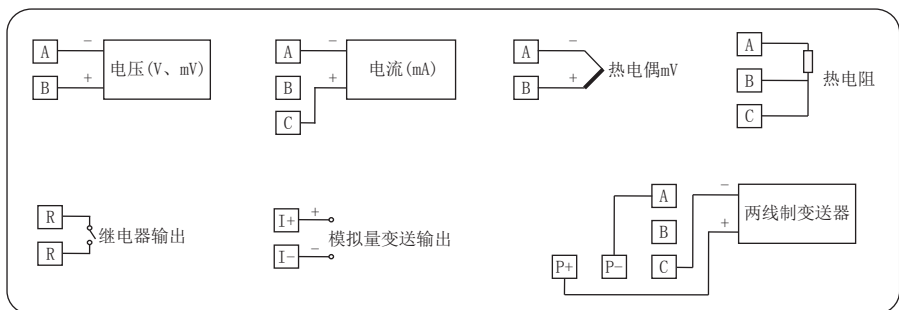 A
−
电压(V、mV)
B
+
A
−
电流(mA)
B
+
C
A
−
热电偶mV
B
+
A
B
热电阻
C
R
继电器输出
R
I+
+
模拟量变送输出
I−
−
A
−
两线制变送器
B
+
P+
P−
C